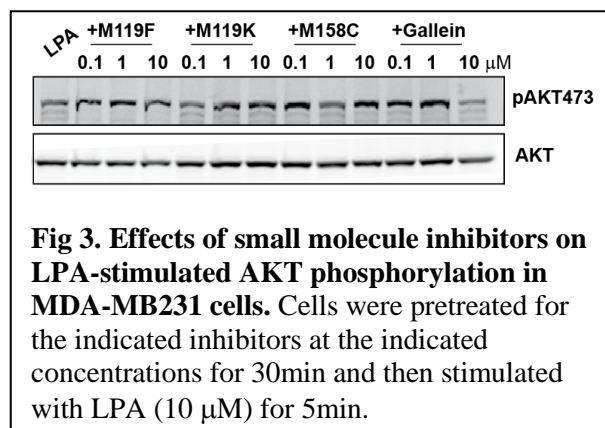 LPA +M119F +M119K +M158C +Gallein
0.1 1 10 0.1 1 10 0.1 1 10 0.1 1 10 μM
pAKT473
AKT
Fig 3. Effects of small molecule inhibitors on
LPA-stimulated AKT phosphorylation in
MDA-MB231 cells. Cells were pretreated for
the indicated inhibitors at the indicated
concentrations for 30min and then stimulated
with LPA (10 μM) for 5min.